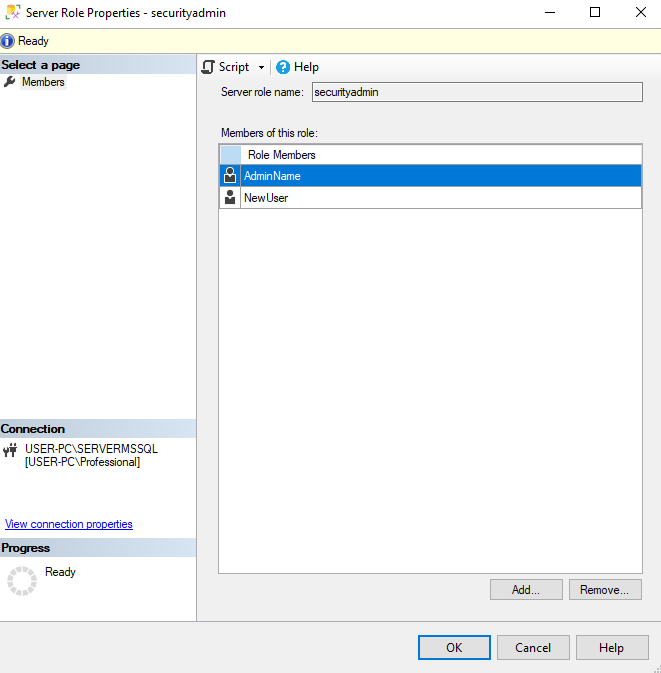 Server Role Properties - securityadmin
Ready
Select a page
Members
Script
Help
Server role name:
securityadmin
Members of this role:
Role Members
AdminName
NewUser
Connection
USER-PC\SERVERMSSQL
[USER-PC\Professional]
View connection properties
Progress
Ready
Add...
Remove...
OK
Cancel
Help